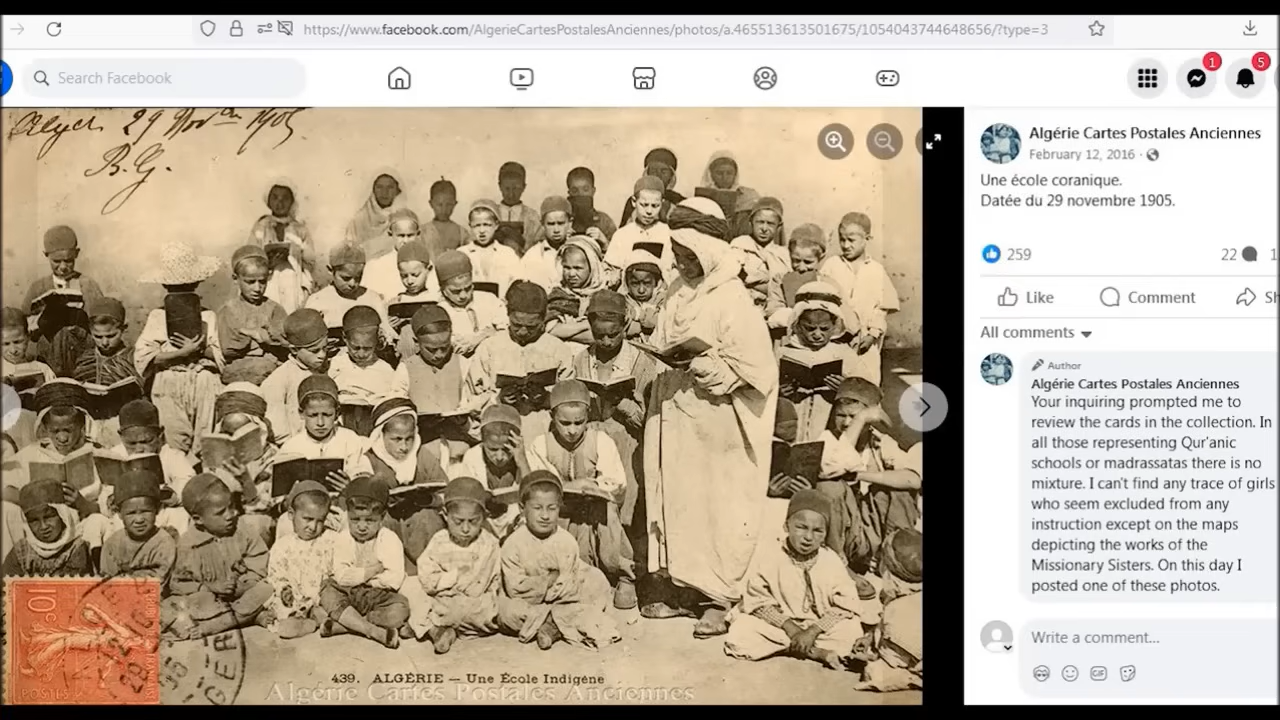 https://www.facebook.com/AlgerieCartesPostalesAnciennes/photos/a.465513613501675/1054043744648656/?type=3
Search Facebook
1
5
Alger 29 1905
B. G.
439. ALGÉRIE — Une École Indigéne
Algérie Cartes Postales Anciennes
10
POSTES
Algérie Cartes Postales Anciennes
February 12, 2016 ·
Une école coranique.
Datée du 29 novembre 1905.
259
22
1
Like
Comment
Sh
All comments
Author
Algérie Cartes Postales Anciennes
Your inquiring prompted me to
review the cards in the collection. In
all those representing Qur'anic
schools or madrassatas there is no
mixture. I can't find any trace of girls
who seem excluded from any
instruction except on the maps
depicting the works of the
Missionary Sisters. On this day I
posted one of these photos.
Write a comment...
GIF